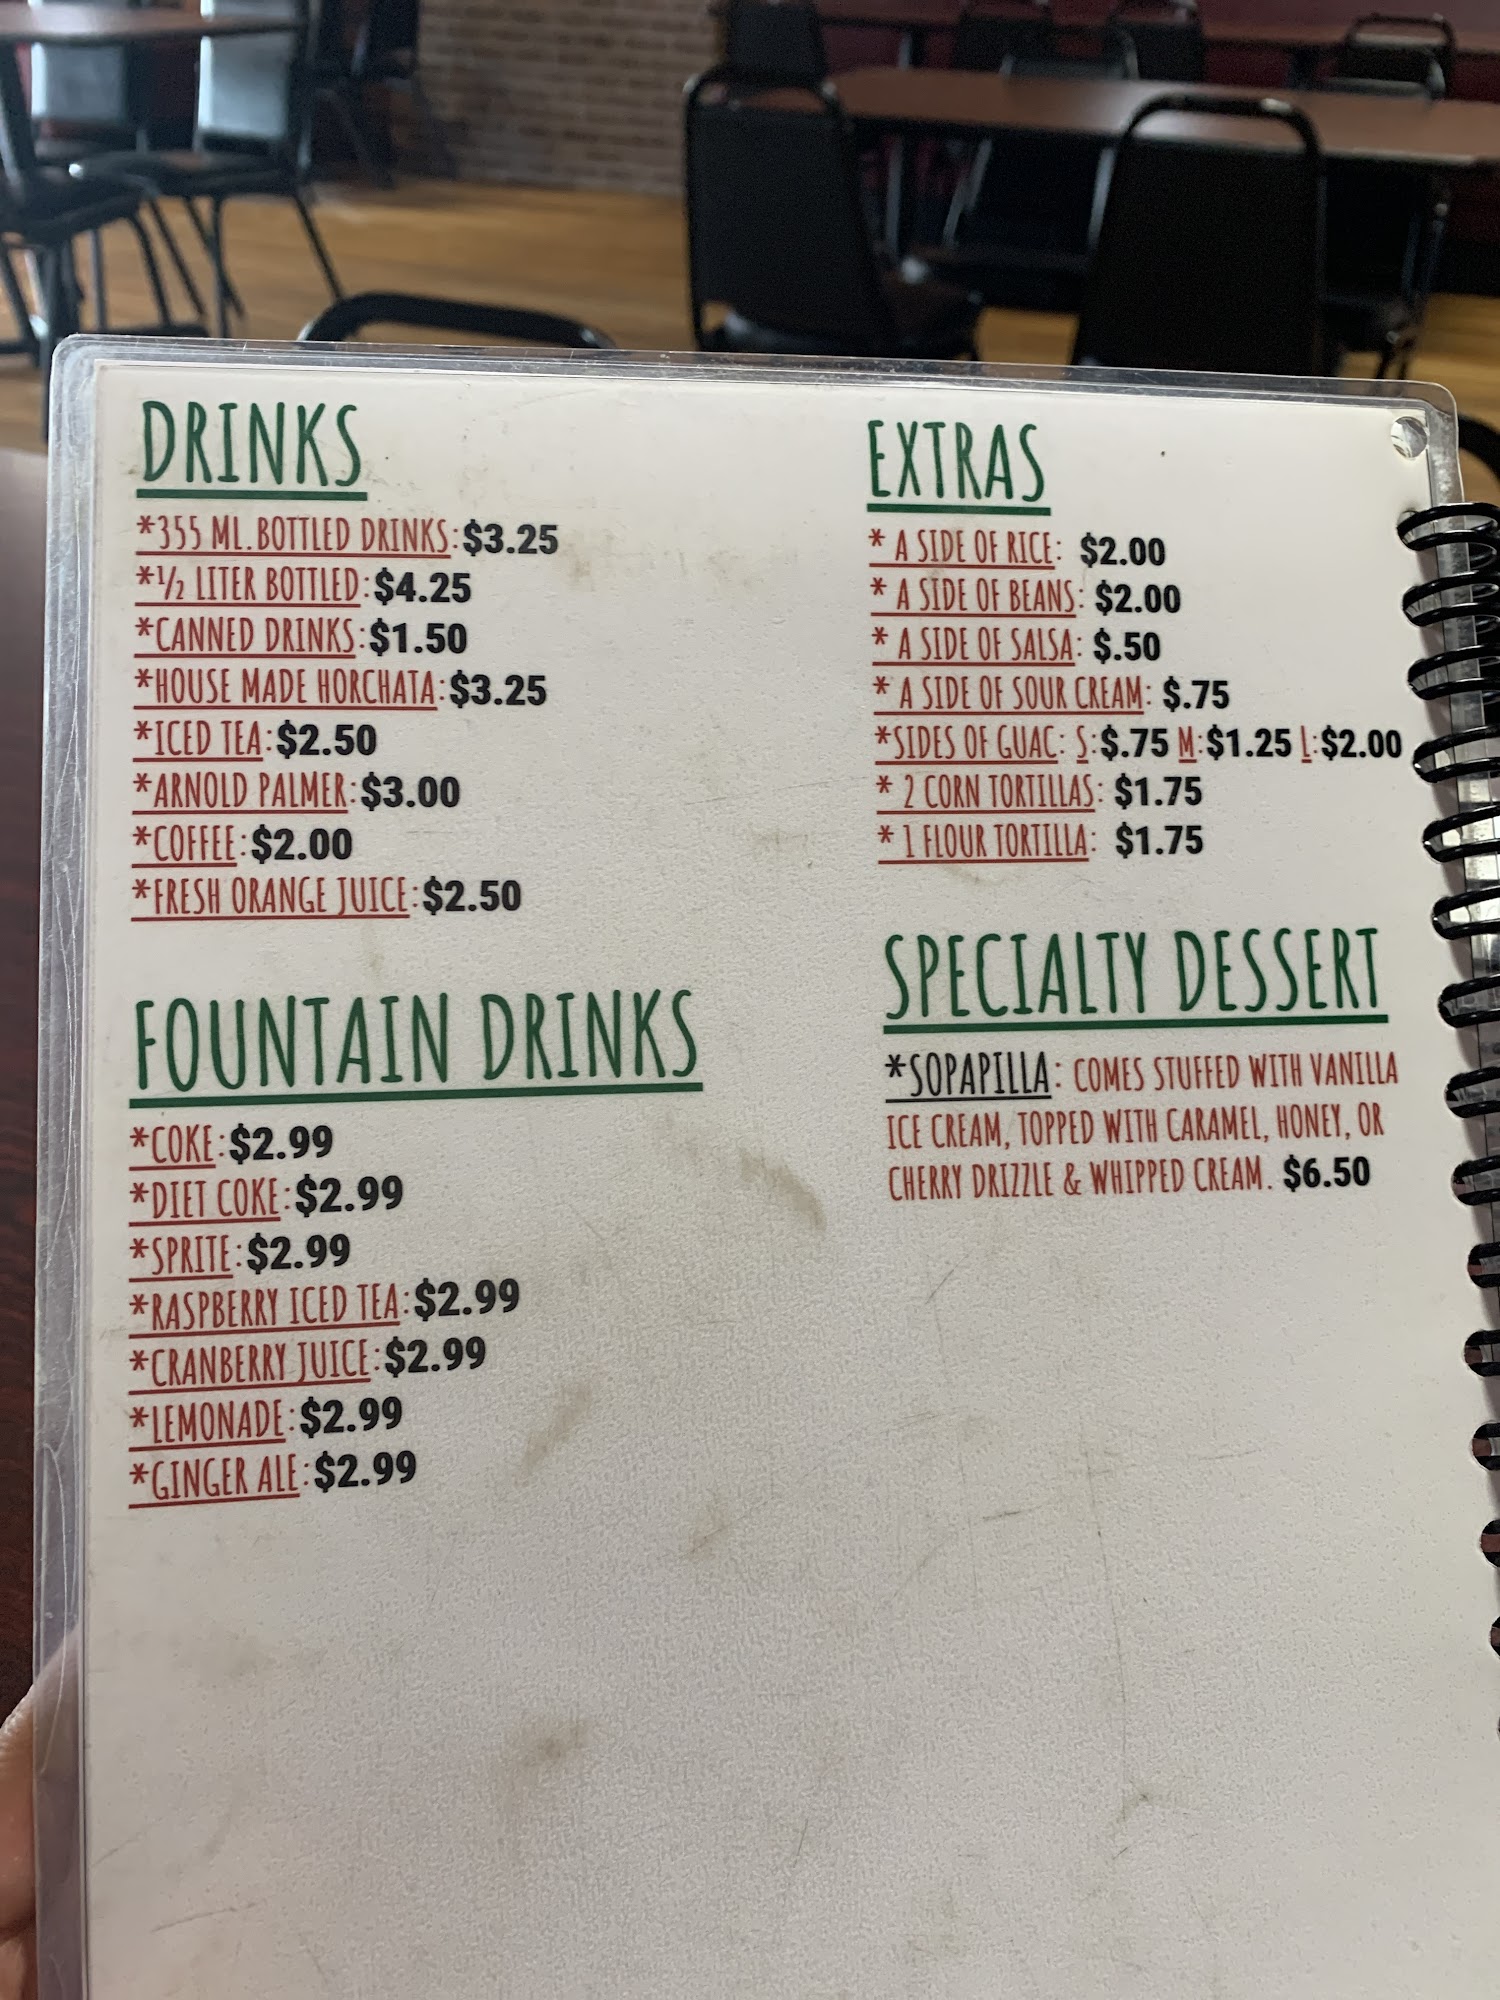 DRINKS
*355 ML. BOTTLED DRINKS: $3.25
*½ LITER BOTTLED: $4.25
*CANNED DRINKS: $1.50
*HOUSE MADE HORCHATA: $3.25
*ICED TEA: $2.50
*ARNOLD PALMER: $3.00
*COFFEE: $2.00
*FRESH ORANGE JUICE: $2.50
FOUNTAIN DRINKS
*COKE: $2.99
*DIET COKE: $2.99
*SPRITE: $2.99
*RASPBERRY ICED TEA: $2.99
*CRANBERRY JUICE: $2.99
*LEMONADE: $2.99
*GINGER ALE: $2.99
EXTRAS
* A SIDE OF RICE: $2.00
* A SIDE OF BEANS: $2.00
* A SIDE OF SALSA: $.50
* A SIDE OF SOUR CREAM: $.75
*SIDES OF GUAC: S:$.75 M:$1.25 L:$2.00
* 2 CORN TORTILLAS: $1.75
* 1 FLOUR TORTILLA: $1.75
SPECIALTY DESSERT
*SOPAPILLA: COMES STUFFED WITH VANILLA
ICE CREAM, TOPPED WITH CARAMEL, HONEY, OR
CHERRY DRIZZLE & WHIPPED CREAM. $6.50